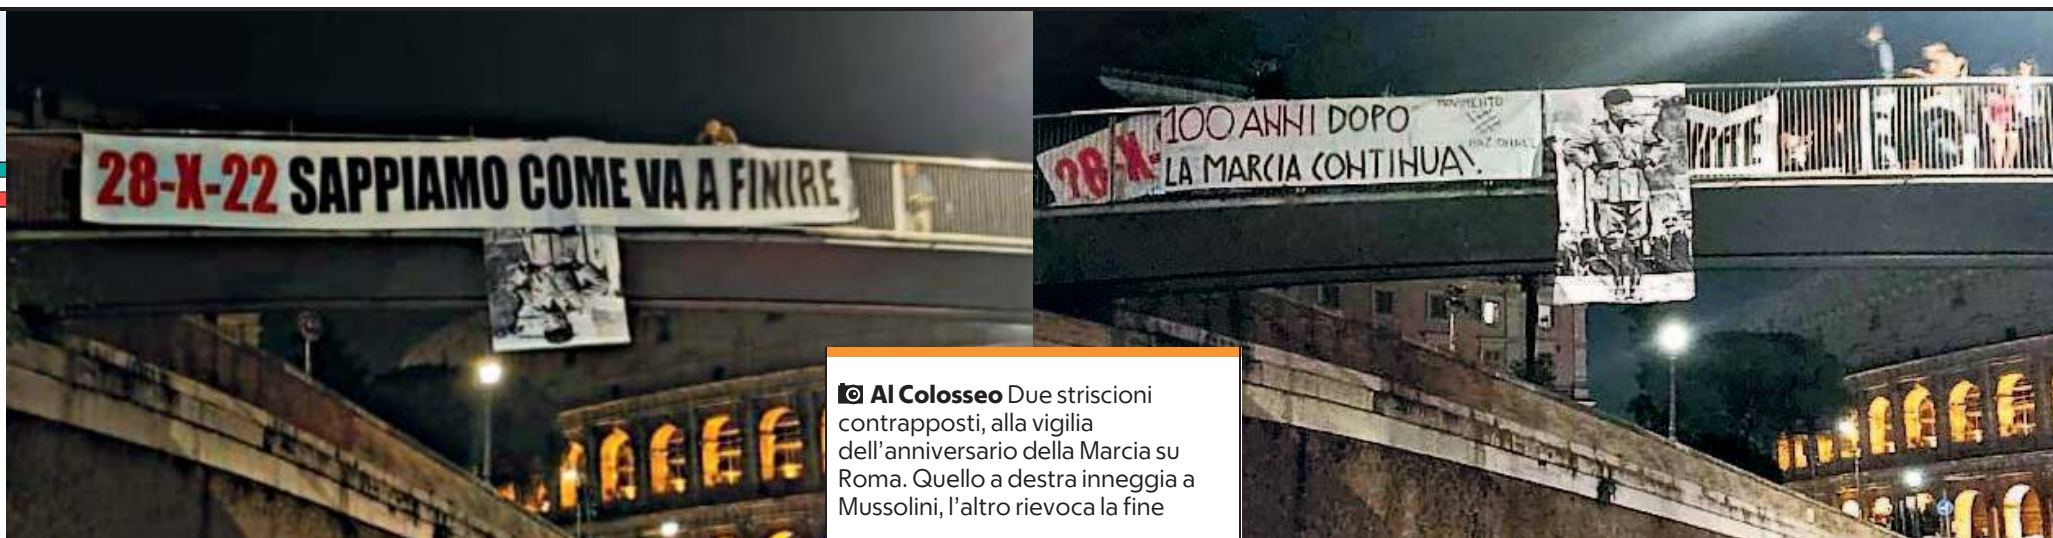 28-X-22 SAPPIAMO COME VA A FINIRE
28-X-
100 ANNI DOPO
LA MARCIA CONTINUA!
MOVIMENTO
Al Colosseo Due striscioni
contrapposti, alla vigilia
dell'anniversario della Marcia su
Roma. Quello a destra inneggia a
Mussolini, l'altro rievoca la fine